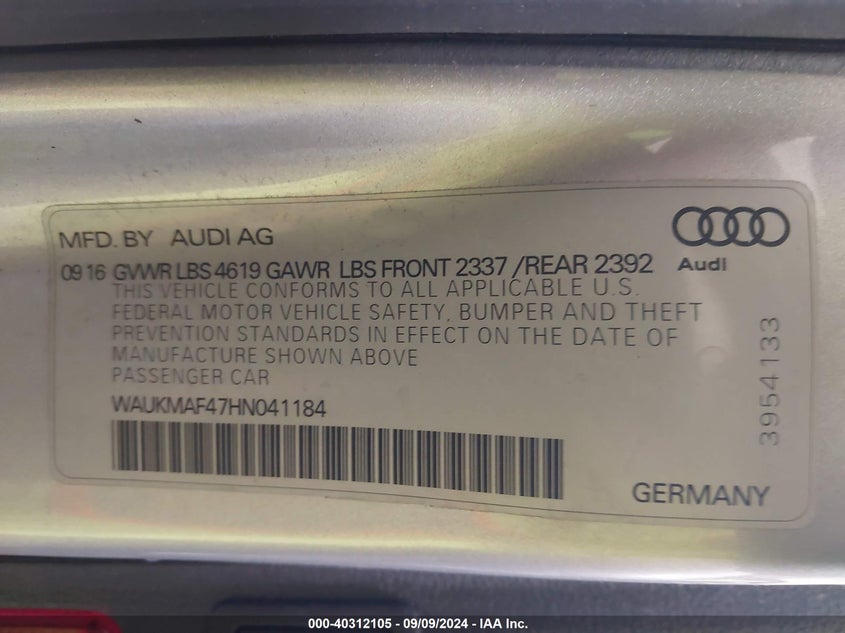 MFD. BY AUDI AG
Audi
09 16 GVWR LBS 4619 GAWR LBS FRONT 2337 /REAR 2392
THIS VEHICLE CONFORMS TO ALL APPLICABLE U.S.
FEDERAL MOTOR VEHICLE SAFETY, BUMPER AND THEFT
PREVENTION STANDARDS IN EFFECT ON THE DATE OF
MANUFACTURE SHOWN ABOVE
PASSENGER CAR
WAUKMAF47HN041184
3954133
GERMANY
000-40312105 - 09/09/2024 - IAA Inc.